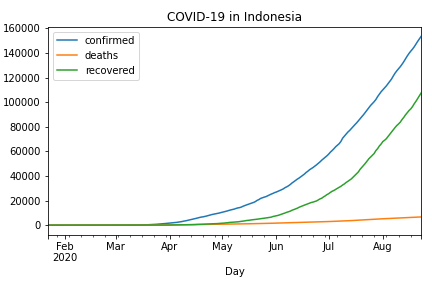 COVID-19 in Indonesia
160000
140000
120000
100000
80000
60000
40000
20000
0
confirmed
deaths
recovered
Feb Mar Apr May Jun Jul Aug
2020
Day